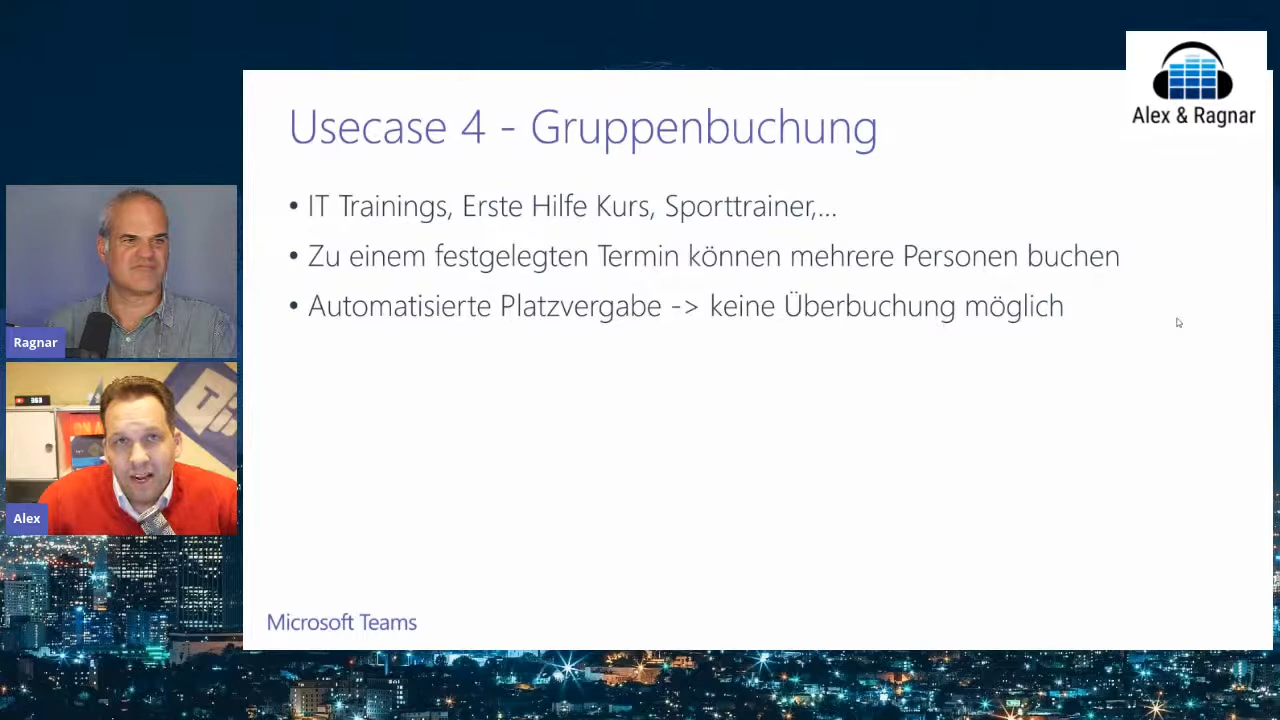 Alex & Ragnar
Usecase 4 - Gruppenbuchung
• IT Trainings, Erste Hilfe Kurs, Sporttrainer,...
• Zu einem festgelegten Termin können mehrere Personen buchen
• Automatisierte Platzvergabe -> keine Überbuchung möglich
Ragnar
363
Alex
Microsoft Teams